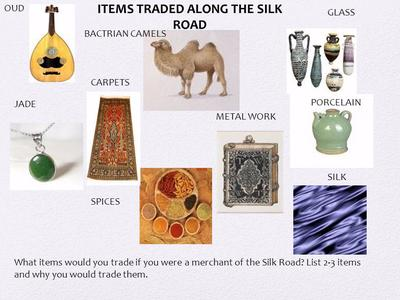 OUD
ITEMS TRADED ALONG THE SILK
ROAD
GLASS
BACTRIAN CAMELS
CARPETS
JADE
PORCELAIN
METAL WORK
SPICES
SILK
What items would you trade if you were a merchant of the Silk Road? List 2-3 items
and why you would trade them.